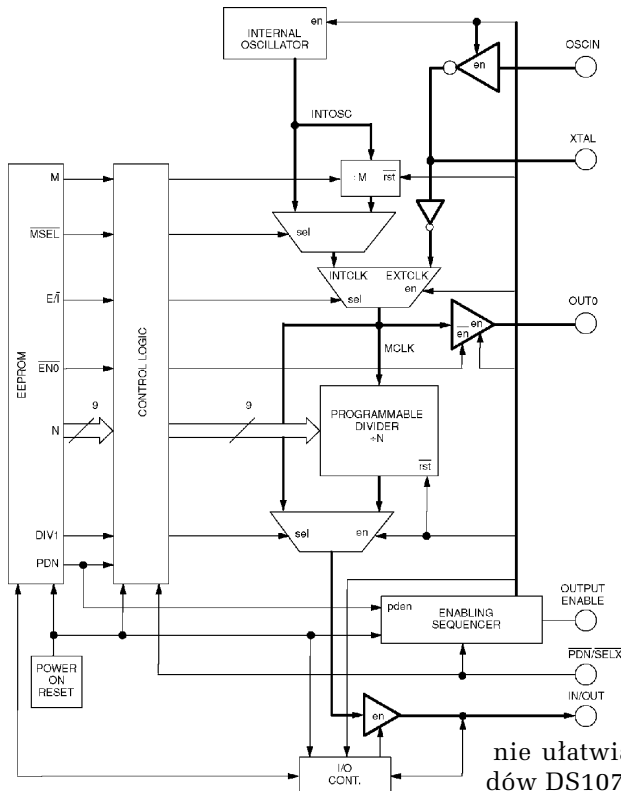 INTERNAL
OSCILLATOR
en
OSCIN
en
INTOSC
XTAL
M
: M
rst
MSEL
sel
INTCLK
EXTCLK
en
E/I
sel
OUT0
en
en
EN0
MCLK
EEPROM
CONTROL LOGIC
N
9
9
PROGRAMMABLE
DIVIDER
÷N
rst
DIV1
sel
en
PDN
OUTPUT
ENABLE
pden
ENABLING
SEQUENCER
PDN/SELX
POWER
ON
RESET
IN/OUT
en
I/O
CONT.
nie ułatwia
dów DS107